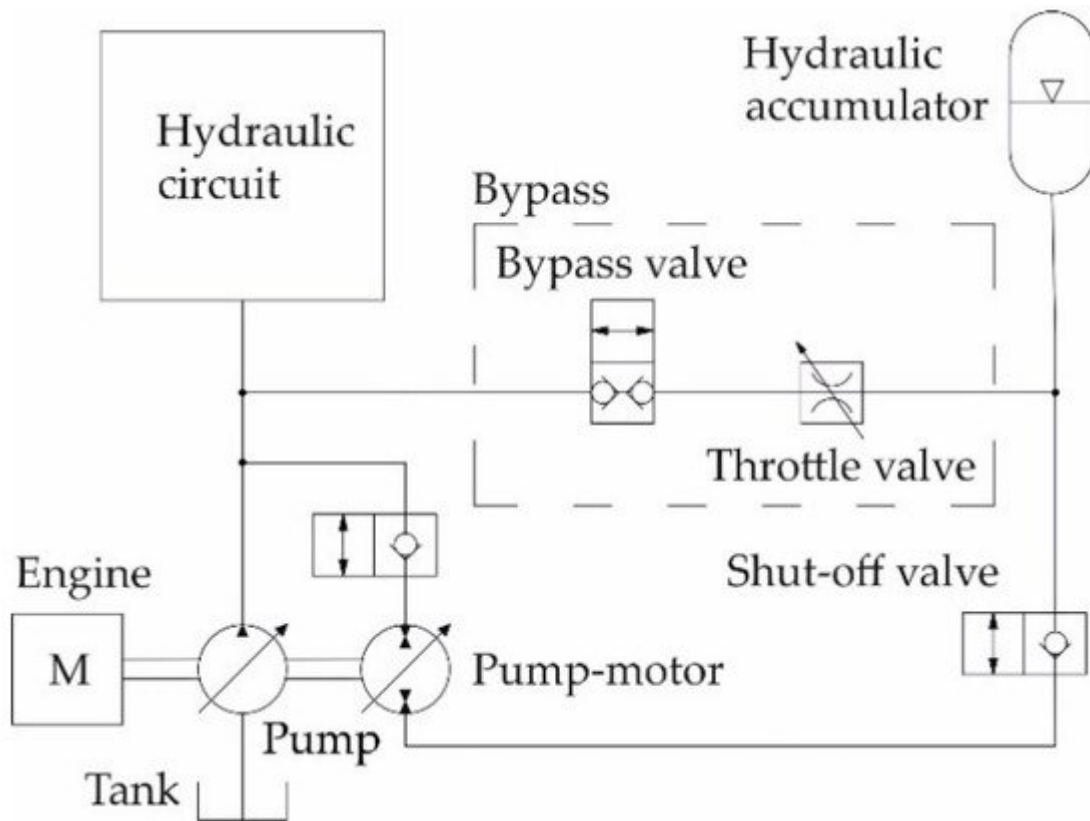 Hydraulic
circuit
Hydraulic
accumulator
Bypass
Bypass valve
Throttle valve
Shut-off valve
Engine
M
Pump-motor
Pump
Tank